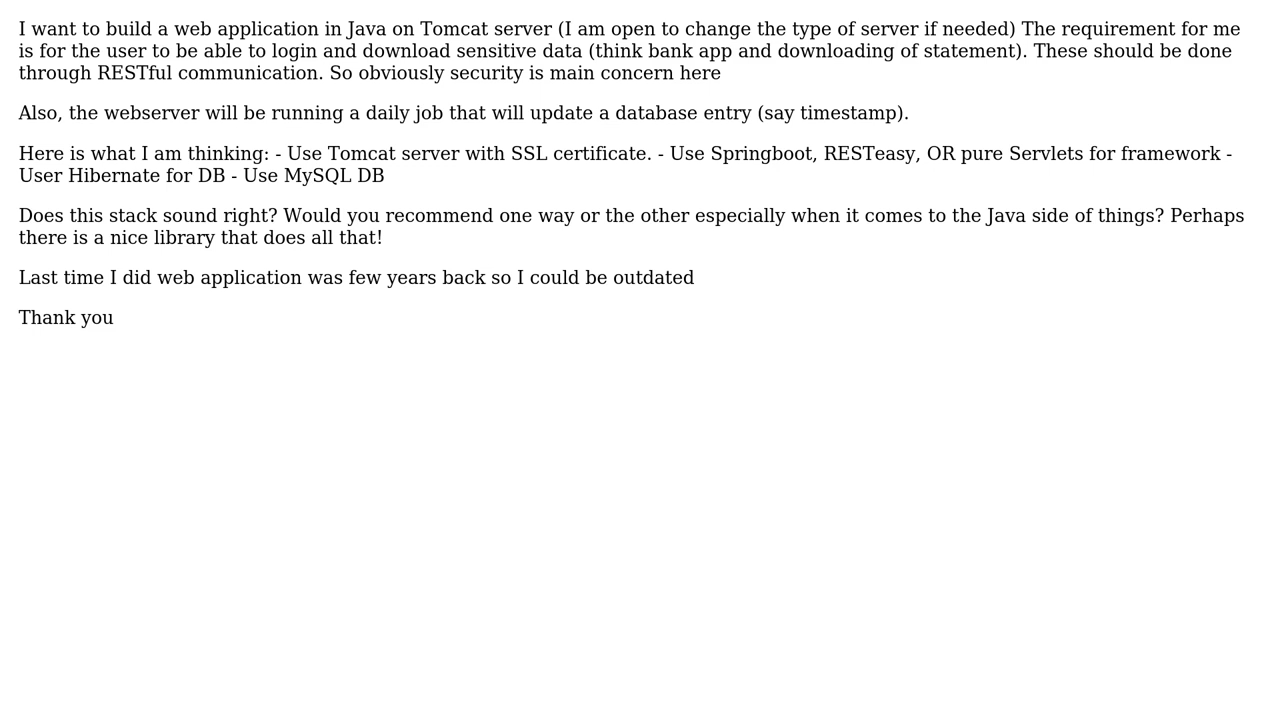 I want to build a web application in Java on Tomcat server (I am open to change the type of server if needed) The requirement for me
is for the user to be able to login and download sensitive data (think bank app and downloading of statement). These should be done
through RESTful communication. So obviously security is main concern here
Also, the webserver will be running a daily job that will update a database entry (say timestamp).
Here is what I am thinking: - Use Tomcat server with SSL certificate. - Use Springboot, RESTeasy, OR pure Servlets for framework -
User Hibernate for DB - Use MySQL DB
Does this stack sound right? Would you recommend one way or the other especially when it comes to the Java side of things? Perhaps
there is a nice library that does all that!
Last time I did web application was few years back so I could be outdated
Thank you